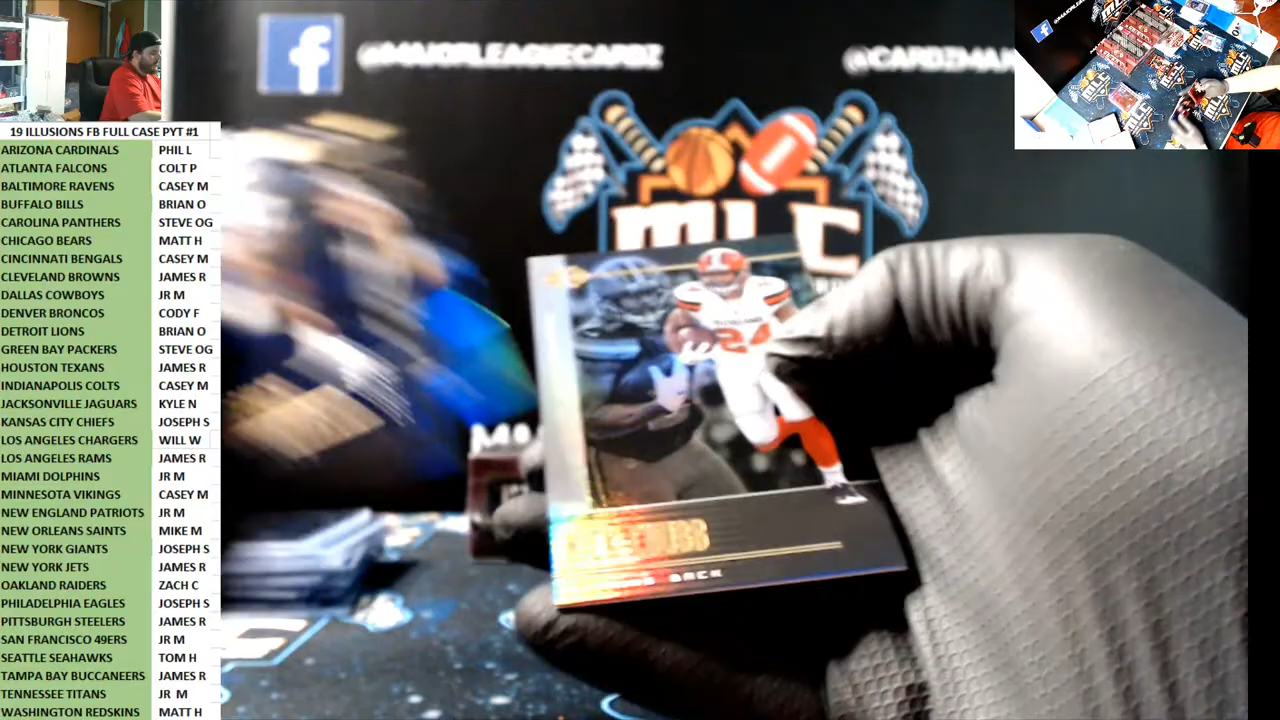 @MAJORLEAGUECARDZ
@CARDZMAN
MLC
24
BACK
19 ILLUSIONS FB FULL CASE PYT #1
ARIZONA CARDINALS PHIL L
ATLANTA FALCONS COLT P
BALTIMORE RAVENS CASEY M
BUFFALO BILLS BRIAN O
CAROLINA PANTHERS STEVE OG
CHICAGO BEARS MATT H
CINCINNATI BENGALS CASEY M
CLEVELAND BROWNS JAMES R
DALLAS COWBOYS JR M
DENVER BRONCOS CODY F
DETROIT LIONS BRIAN O
GREEN BAY PACKERS STEVE OG
HOUSTON TEXANS JAMES R
INDIANAPOLIS COLTS CASEY M
JACKSONVILLE JAGUARS KYLE N
KANSAS CITY CHIEFS JOSEPH S
LOS ANGELES CHARGERS WILL W
LOS ANGELES RAMS JAMES R
MIAMI DOLPHINS JR M
MINNESOTA VIKINGS CASEY M
NEW ENGLAND PATRIOTS JR M
NEW ORLEANS SAINTS MIKE M
NEW YORK GIANTS JOSEPH S
NEW YORK JETS JAMES R
OAKLAND RAIDERS ZACH C
PHILADELPHIA EAGLES JOSEPH S
PITTSBURGH STEELERS JAMES R
SAN FRANCISCO 49ERS JR M
SEATTLE SEAHAWKS TOM H
TAMPA BAY BUCCANEERS JAMES R
TENNESSEE TITANS JR M
WASHINGTON REDSKINS MATT H